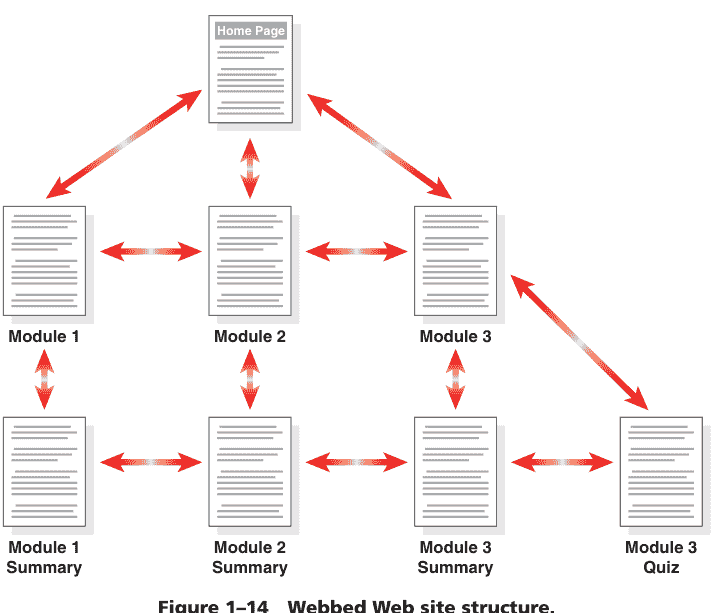 Home Page
Module 1
Module 2
Module 3
Module 1
Summary
Module 2
Summary
Module 3
Summary
Module 3
Quiz
Figure 1–14 Webbed Web site structure.